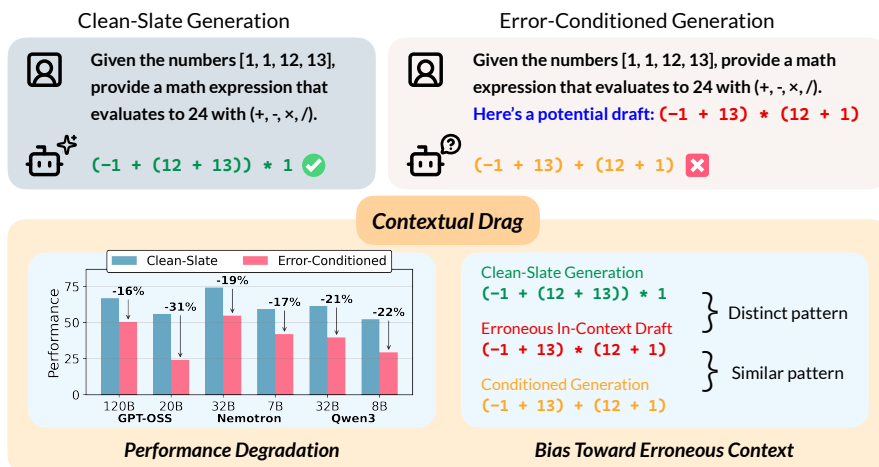 Clean-Slate Generation
Given the numbers [1, 1, 12, 13],
provide a math expression that
evaluates to 24 with (+, -, ×, /).
(−1 + (12 + 13)) * 1
Error-Conditioned Generation
Given the numbers [1, 1, 12, 13], provide a math
expression that evaluates to 24 with (+, -, ×, /).
Here's a potential draft: (−1 + 13) * (12 + 1)
(−1 + 13) + (12 + 1)
Contextual Drag
Clean-Slate Error-Conditioned
Performance
75
50
25
0
-16%
-31%
-19%
-17%
-21%
-22%
120B 20B 32B 7B 32B 8B
GPT-OSS Nemotron Qwen3
Performance Degradation
Clean-Slate Generation
(−1 + (12 + 13)) * 1
Distinct pattern
Erroneous In-Context Draft
(−1 + 13) * (12 + 1)
Similar pattern
Conditioned Generation
(−1 + 13) + (12 + 1)
Bias Toward Erroneous Context